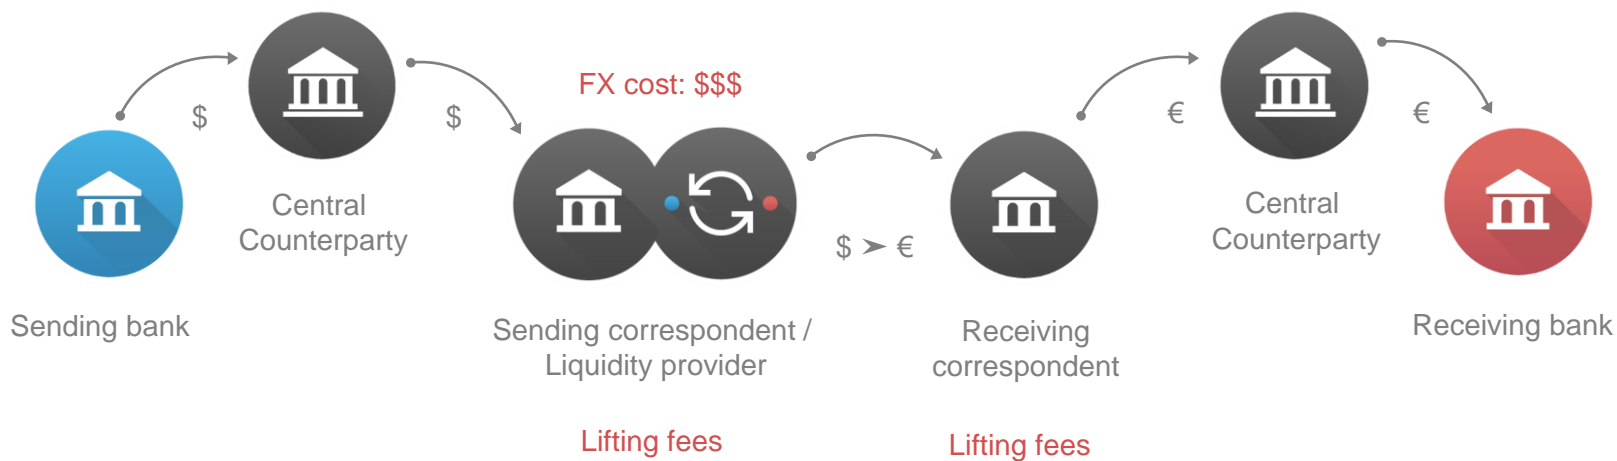 FX cost: $$$
$
$
€
€
Central
Counterparty
Central
Counterparty
$ ➤ €
Sending bank
Sending correspondent /
Liquidity provider
Receiving
correspondent
Receiving bank
Lifting fees
Lifting fees